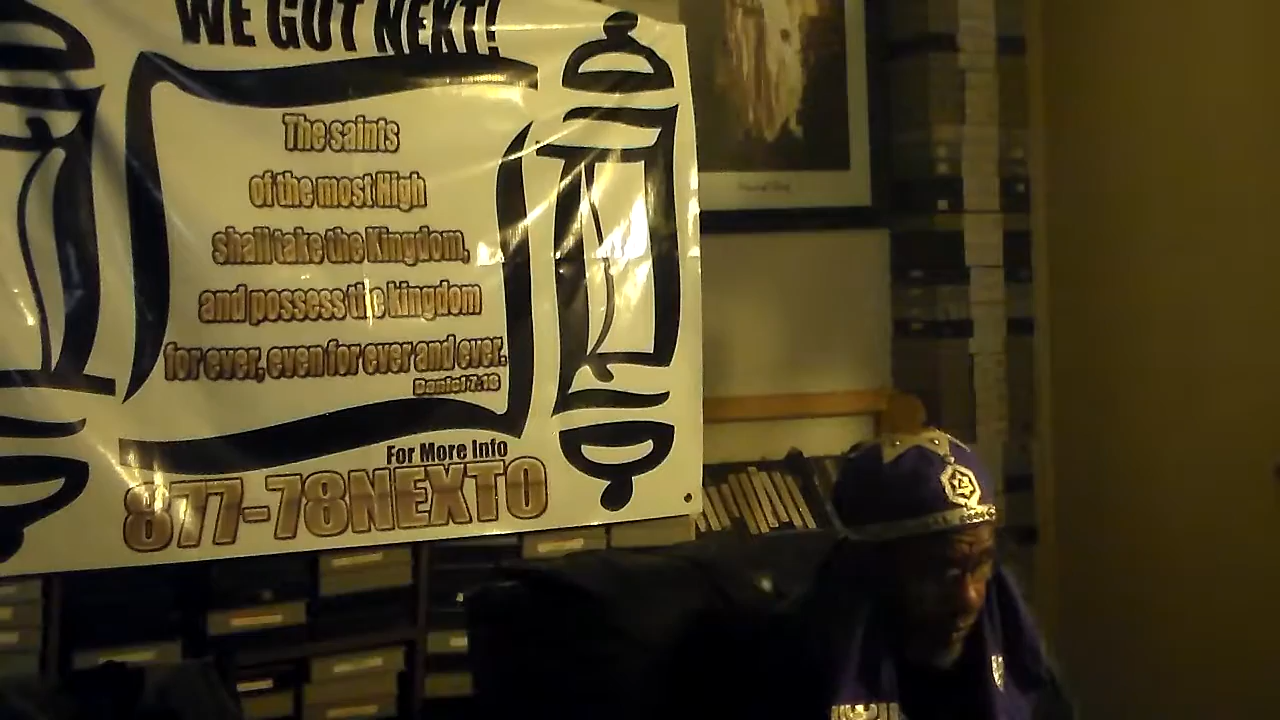 WE GOT NEXT!
The saints
of the most High
shall take the Kingdom,
and possess the kingdom
for ever, even for ever and ever.
Daniel 7:18
For More Info
877-78NEXTO